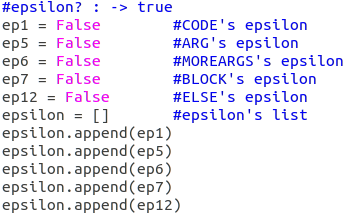 #epsilon? : -> true
ep1 = False        #CODE's epsilon
ep5 = False        #ARG's epsilon
ep6 = False        #MOREARGS's epsilon
ep7 = False        #BLOCK's epsilon
ep12 = False       #ELSE's epsilon
epsilon = []       #epsilon's list
epsilon.append(ep1)
epsilon.append(ep5)
epsilon.append(ep6)
epsilon.append(ep7)
epsilon.append(ep12)